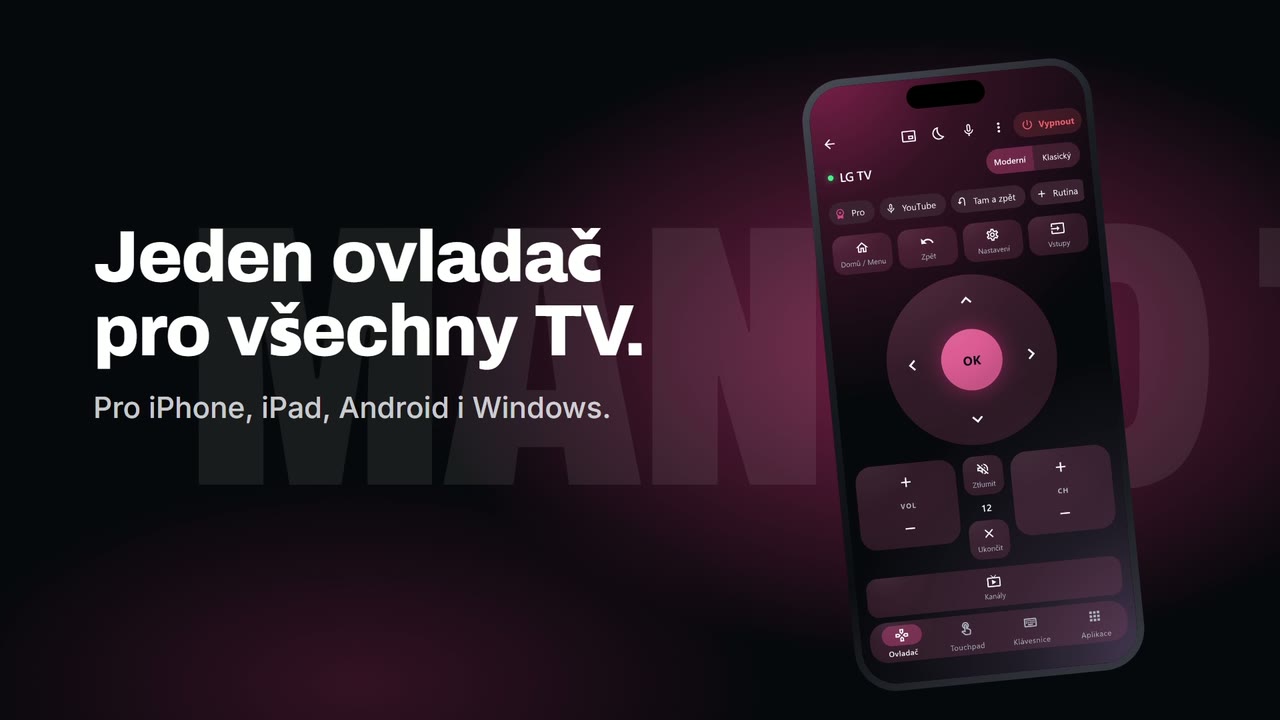 Jeden ovladač
pro všechny TV.
Pro iPhone, iPad, Android i Windows.
Vypnout
LG TV
Moderní Klasický
Pro YouTube Tam a zpět Rutina
Domů / Menu Zpět Nastavení Vstupy
OK
VOL
Ztlumit
12
Ukončit
CH
Kanály
Ovladač Touchpad Klávesnice Aplikace